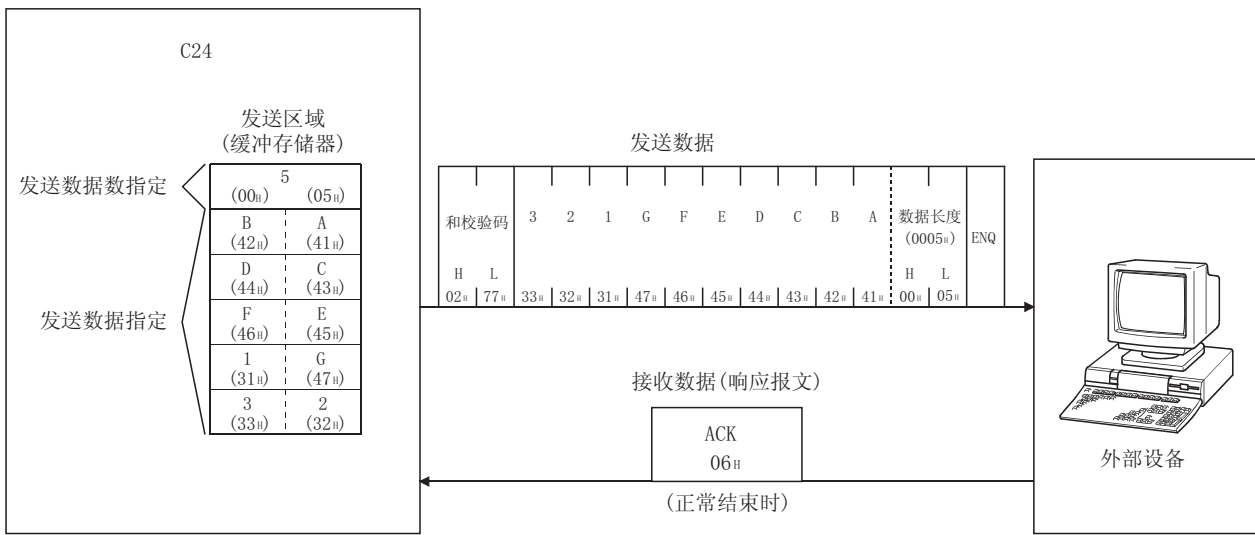 C24
发送区域
(缓冲存储器)
发送数据数指定
5
(00H) (05H)
发送数据指定
B A
(42H) (41H)
D C
(44H) (43H)
F E
(46H) (45H)
1 G
(31H) (47H)
3 2
(33H) (32H)
发送数据
和校验码 3 2 1 G F E D C B A 数据长度 ENQ
(0005H)
H L H L
02H 77H 33H 32H 31H 47H 46H 45H 44H 43H 42H 41H 00H 05H
接收数据(响应报文)
ACK
06H
(正常结束时)
外部设备